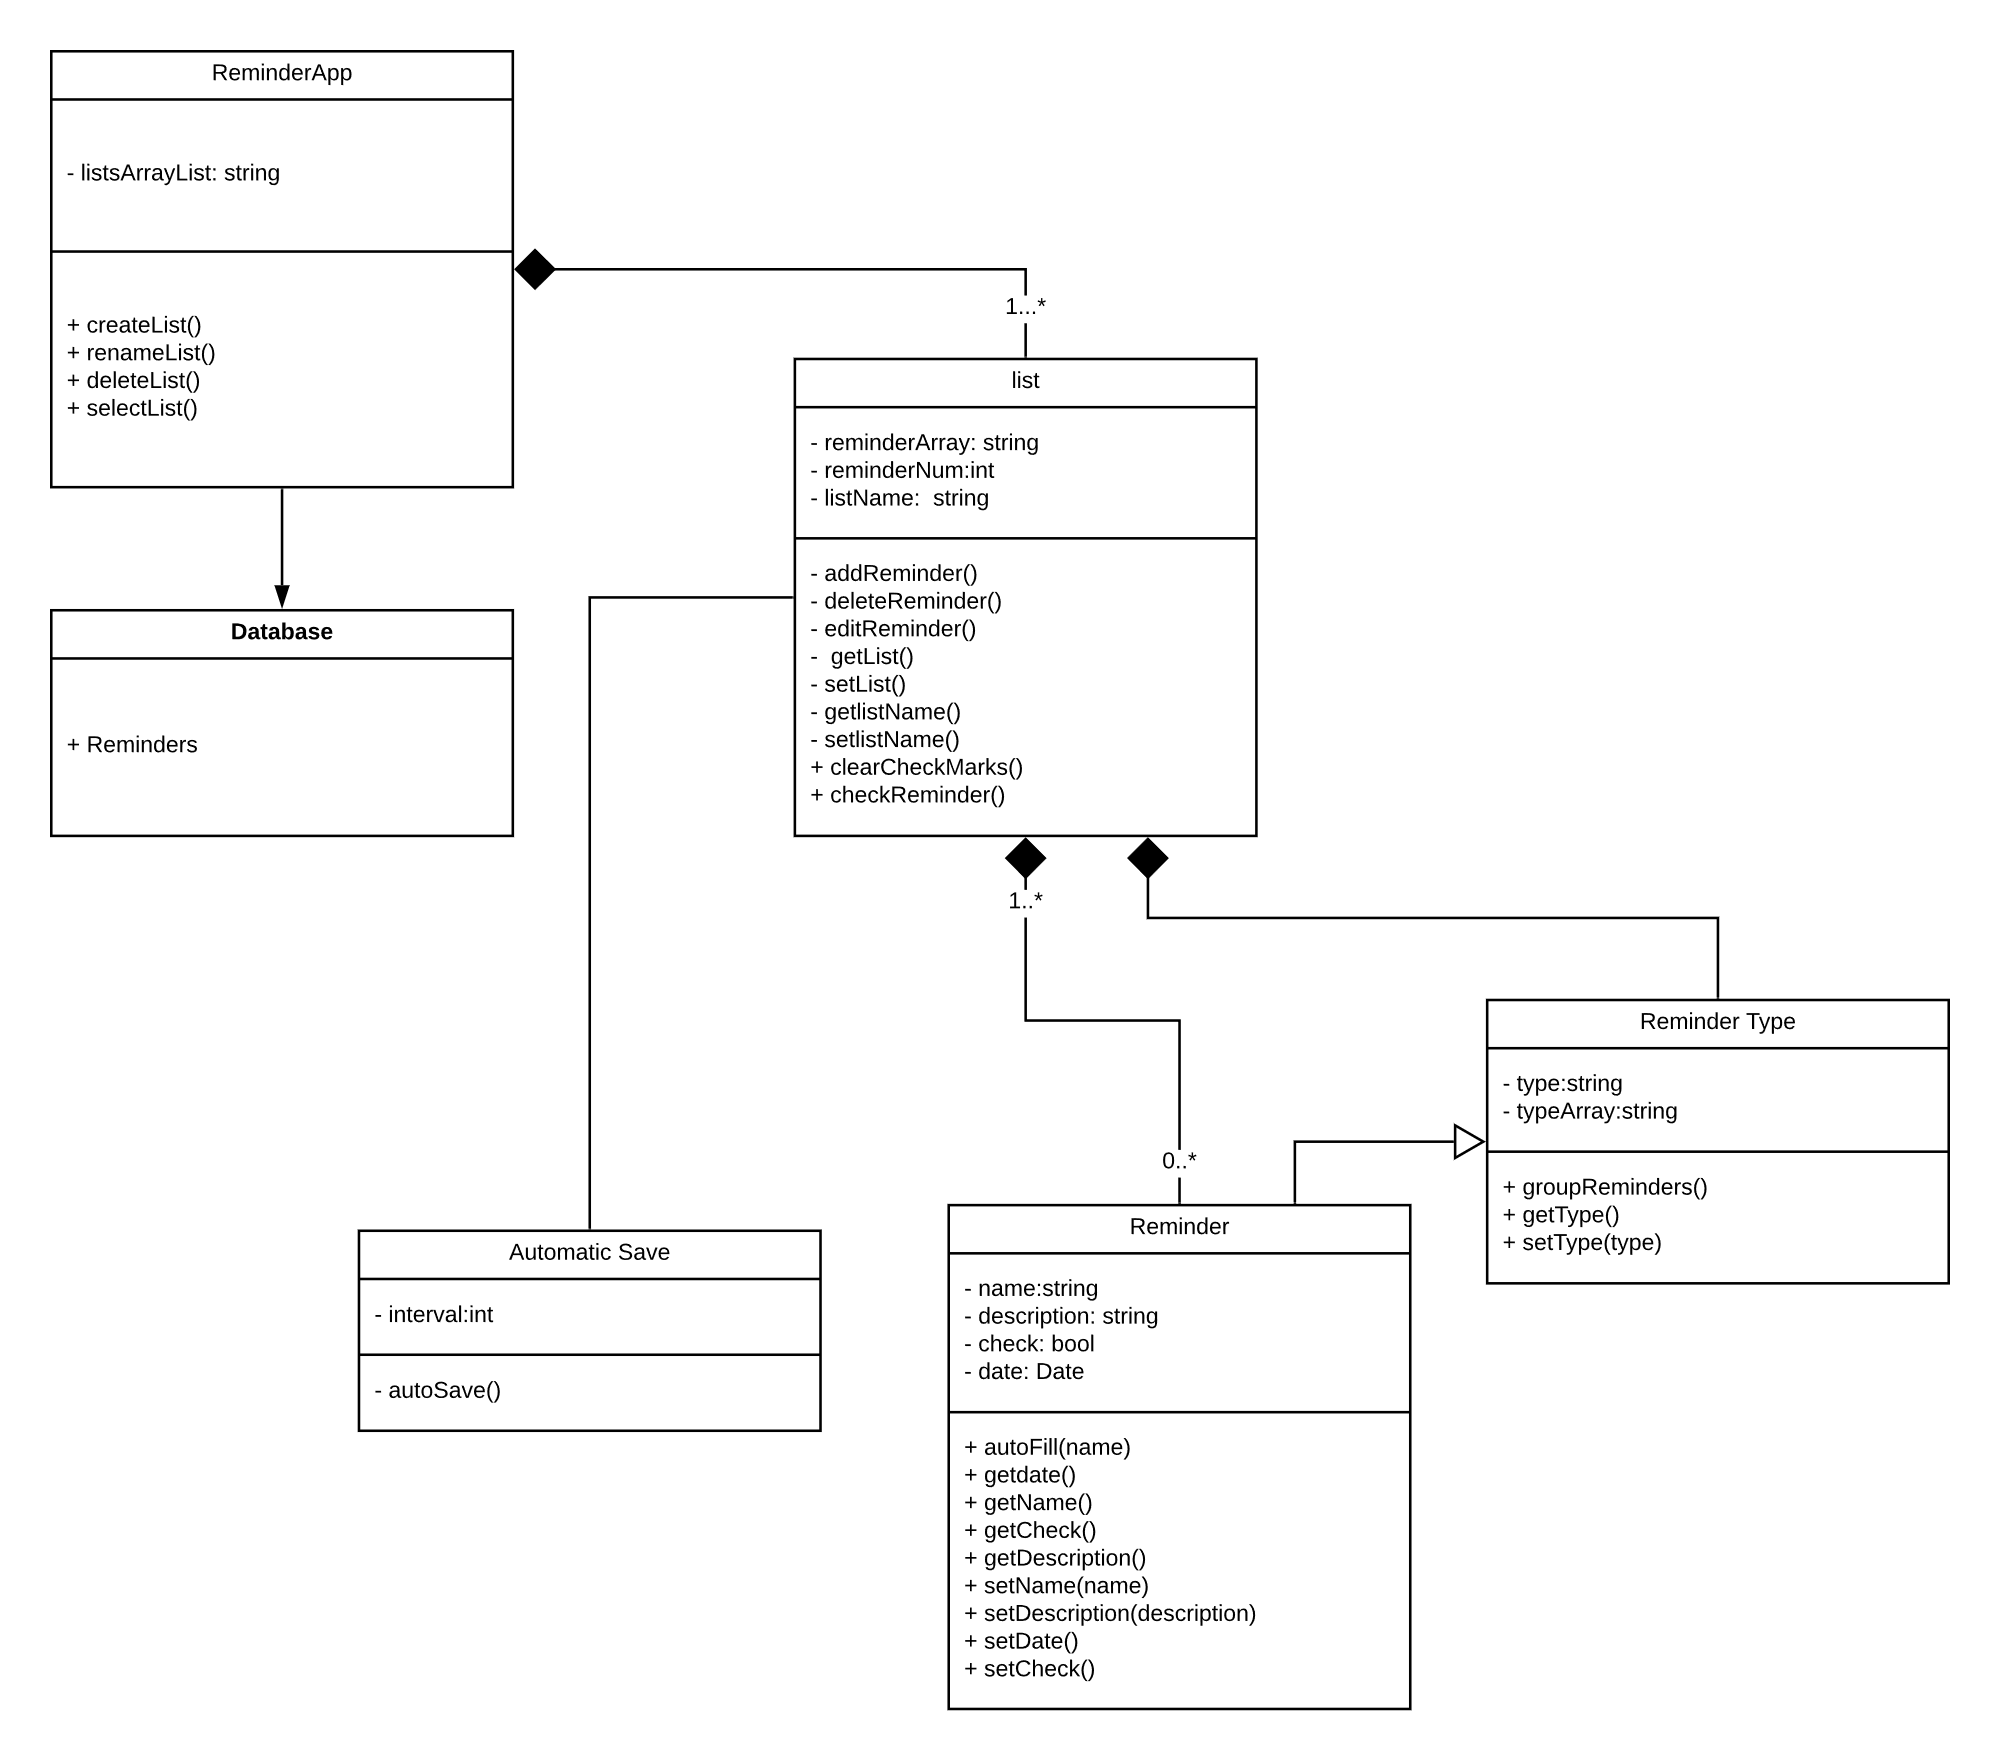 ReminderApp
- listsArrayList: string
+ createList()
+ renameList()
+ deleteList()
+ selectList()
1...*
list
- reminderArray: string
- reminderNum:int
- listName:  string
- addReminder()
- deleteReminder()
- editReminder()
-  getList()
- setList()
- getlistName()
- setlistName()
+ clearCheckMarks()
+ checkReminder()
Database
+ Reminders
1..*
0..*
Reminder Type
- type:string
- typeArray:string
+ groupReminders()
+ getType()
+ setType(type)
Automatic Save
- interval:int
- autoSave()
Reminder
- name:string
- description: string
- check: bool
- date: Date
+ autoFill(name)
+ getdate()
+ getName()
+ getCheck()
+ getDescription()
+ setName(name)
+ setDescription(description)
+ setDate()
+ setCheck()